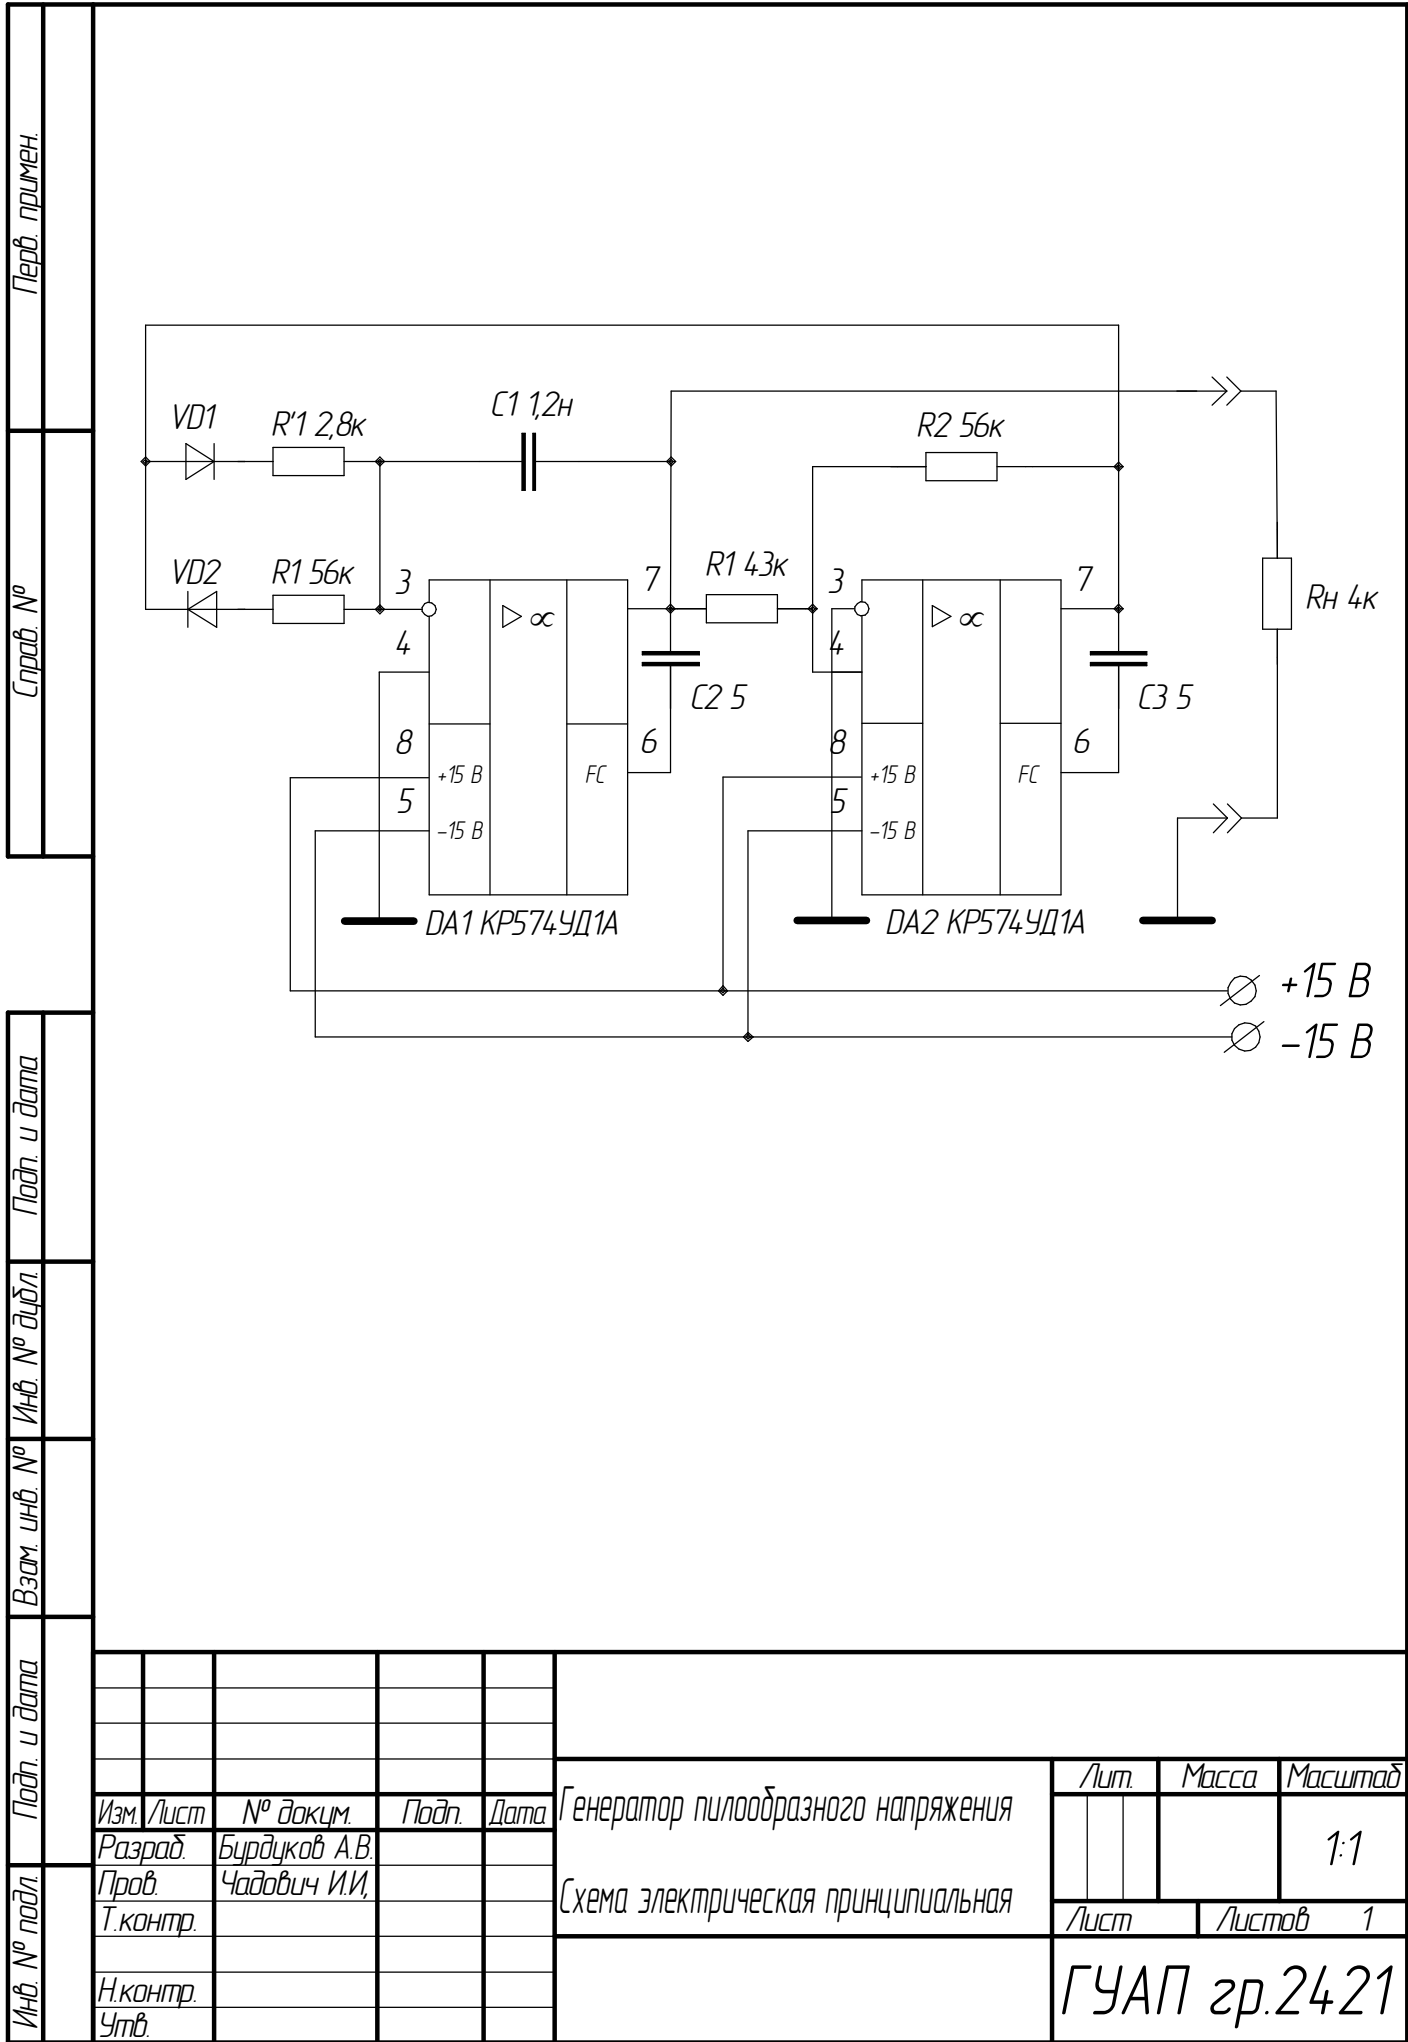 Перв. примен.
Справ. №
Подп. и дата
Инв. № дубл.
Взам. инв. №
Подп. и дата
Инв. № подл.
VD1
R'1 2,8к
C1 1,2н
R2 56к
VD2
R1 56к
3
7
R1 43к
3
7
Rн 4к
▷ ∝
▷ ∝
4
4
C2 5
C3 5
8
6
8
6
+15 В
FC
+15 В
FC
5
5
-15 В
-15 В
DA1 КР574УД1А
DA2 КР574УД1А
+15 В
-15 В
Изм. Лист № докум. Подп. Дата
Разраб. Бурдуков А.В.
Пров. Чадович И.И,
Т.контр.
Н.контр.
Утв.
Генератор пилообразного напряжения
Схема электрическая принципиальная
Лит. Масса Масштаб
1:1
Лист Листов 1
ГУАП гр.2421